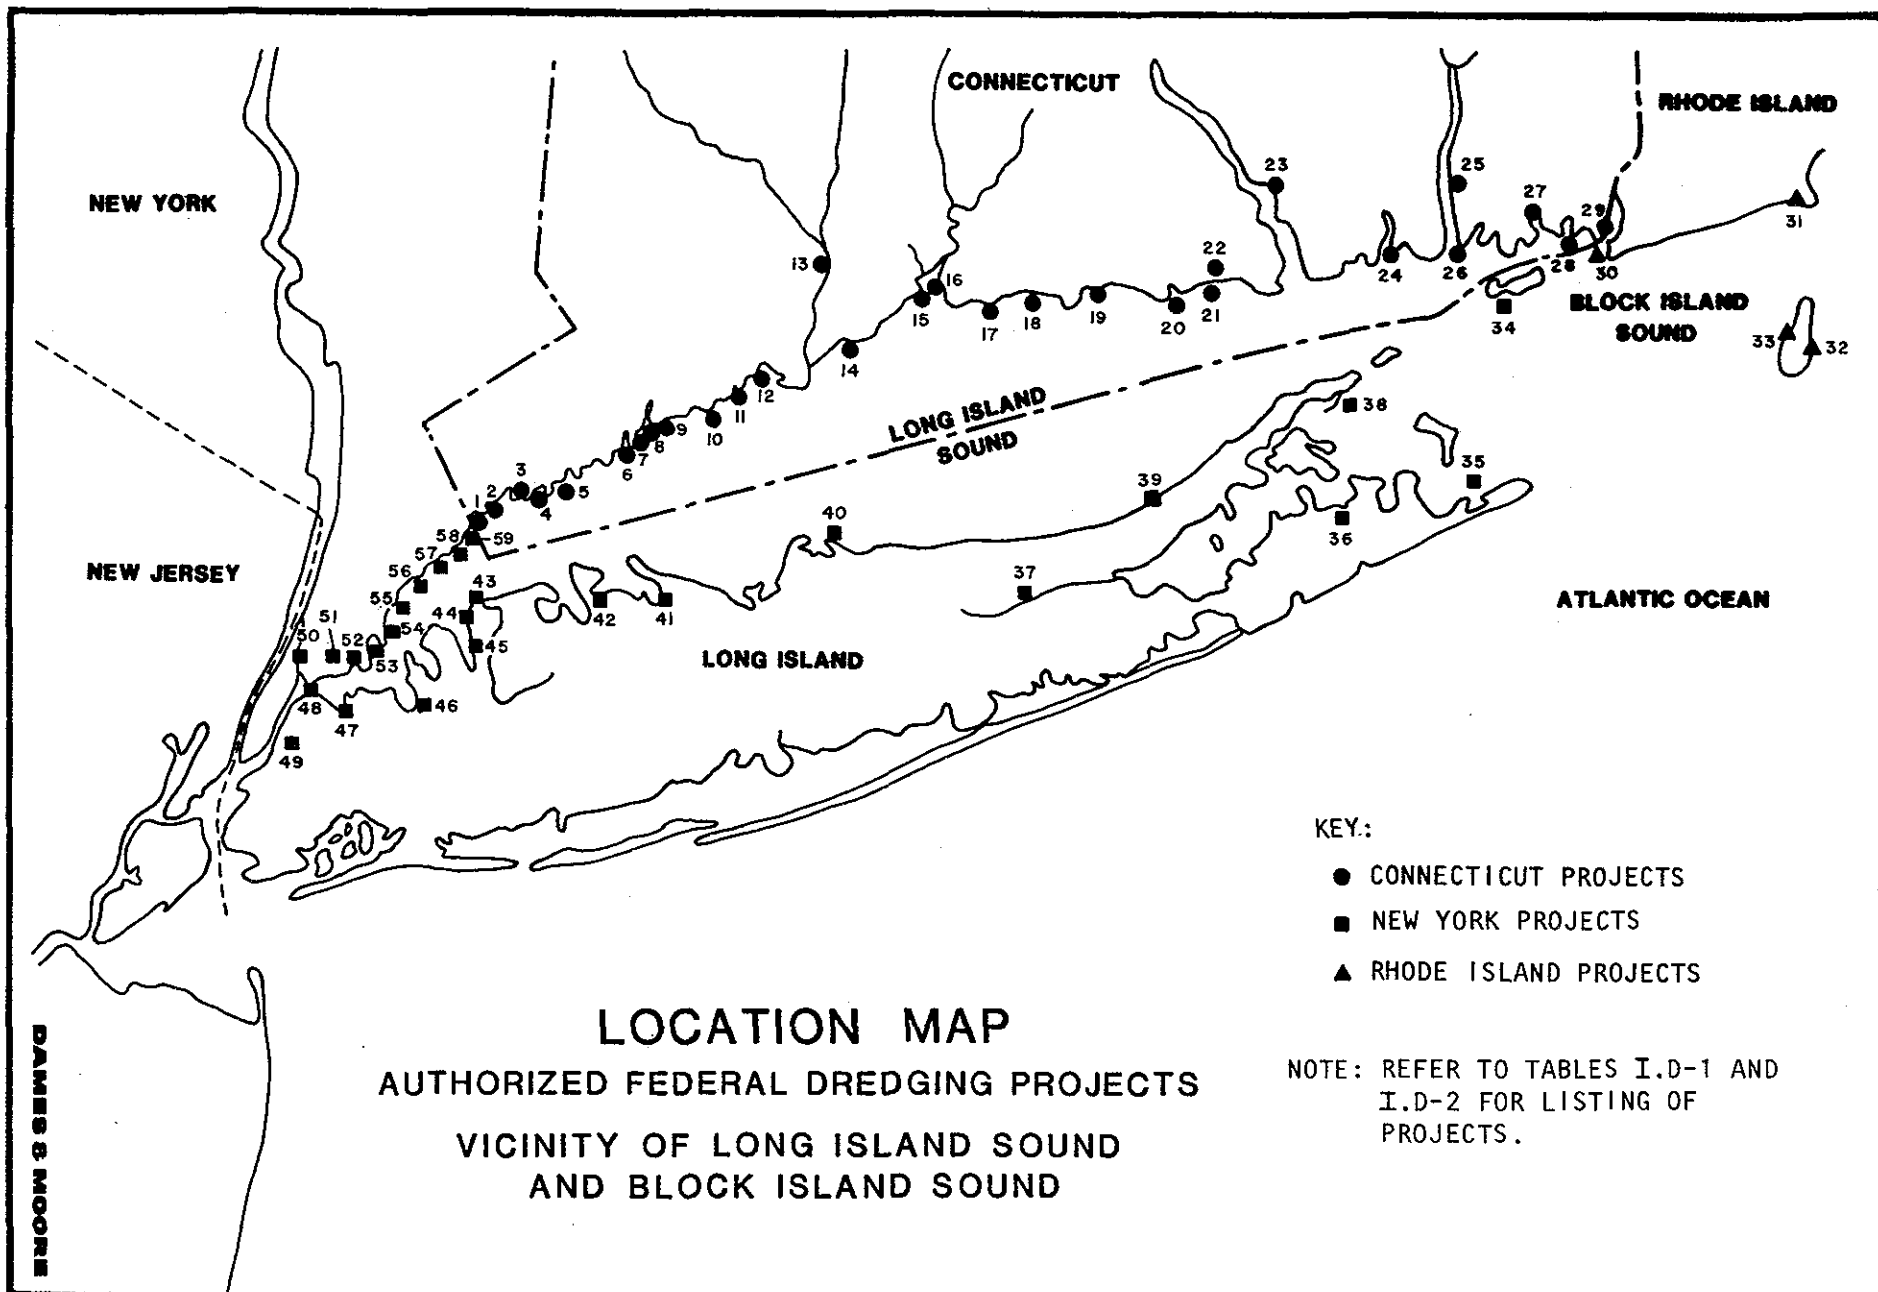 CONNECTICUT
RHODE ISLAND
NEW YORK
23
25
27
29
31
13
22
24
26
28
30
16
15
17
18
19
20
21
BLOCK ISLAND
SOUND
34
33
32
14
12
11
10
9
8
7
6
LONG ISLAND
SOUND
38
3
2
1
5
4
39
35
40
36
58
59
57
NEW JERSEY
56
43
37
55
44
42
41
51
50
54
52
53
45
ATLANTIC OCEAN
LONG ISLAND
48
47
46
49
KEY:
CONNECTICUT PROJECTS
NEW YORK PROJECTS
RHODE ISLAND PROJECTS
LOCATION MAP
AUTHORIZED FEDERAL DREDGING PROJECTS
VICINITY OF LONG ISLAND SOUND
AND BLOCK ISLAND SOUND
NOTE: REFER TO TABLES I.D-1 AND
I.D-2 FOR LISTING OF
PROJECTS.
DAMES & MOORE